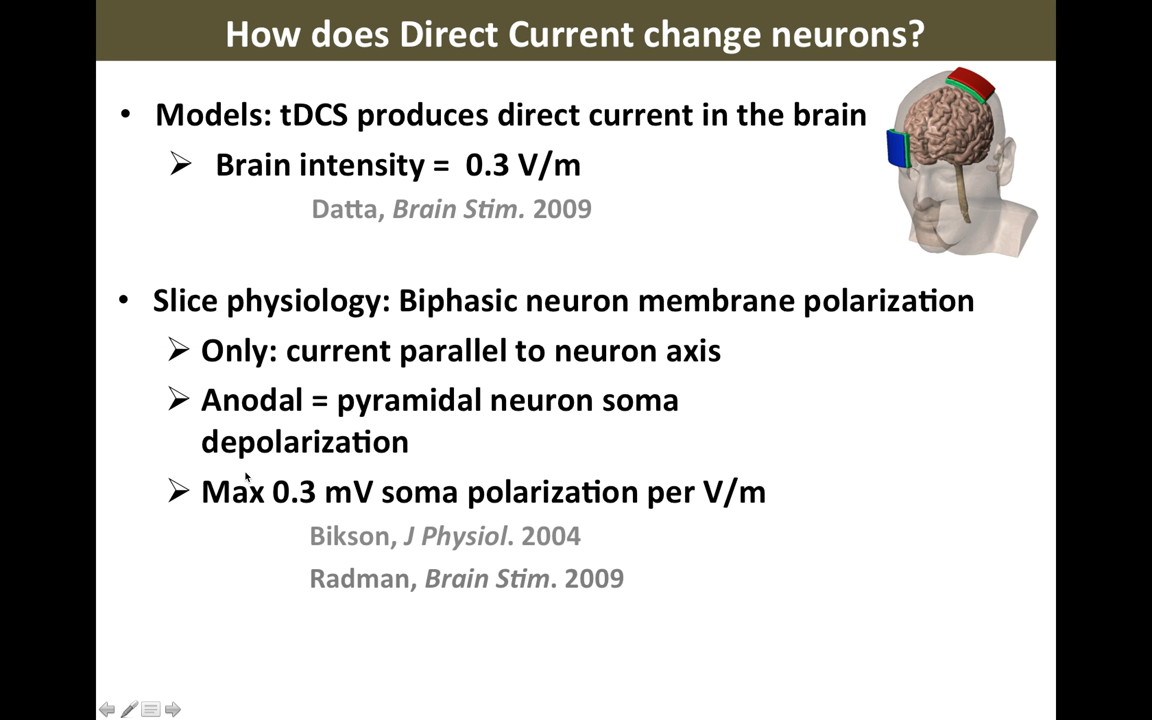 How does Direct Current change neurons?
• Models: tDCS produces direct current in the brain
➢ Brain intensity = 0.3 V/m
Datta, Brain Stim. 2009
• Slice physiology: Biphasic neuron membrane polarization
➢ Only: current parallel to neuron axis
➢ Anodal = pyramidal neuron soma
depolarization
➢ Max 0.3 mV soma polarization per V/m
Bikson, J Physiol. 2004
Radman, Brain Stim. 2009